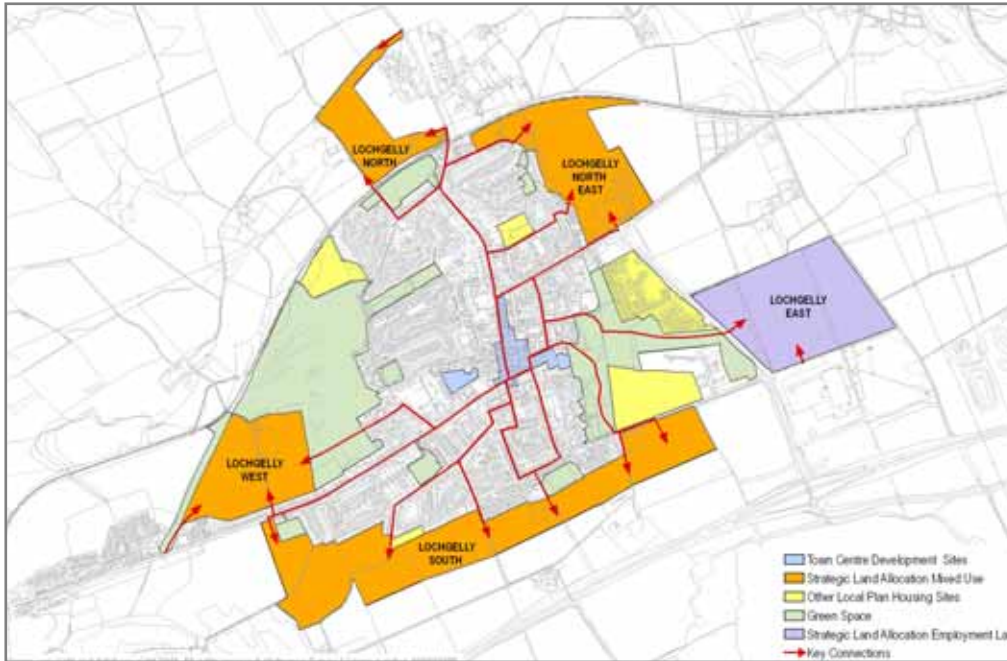 LOCHGELLY
NORTH
LOCHGELLY
NORTH
EAST
LOCHGELLY
EAST
LOCHGELLY
WEST
LOCHGELLY
SOUTH
Town Centre Development Sites
Strategic Land Allocation Mixed Use
Other Local Plan Housing Sites
Green Space
Strategic Land Allocation Employment La
Key Connections